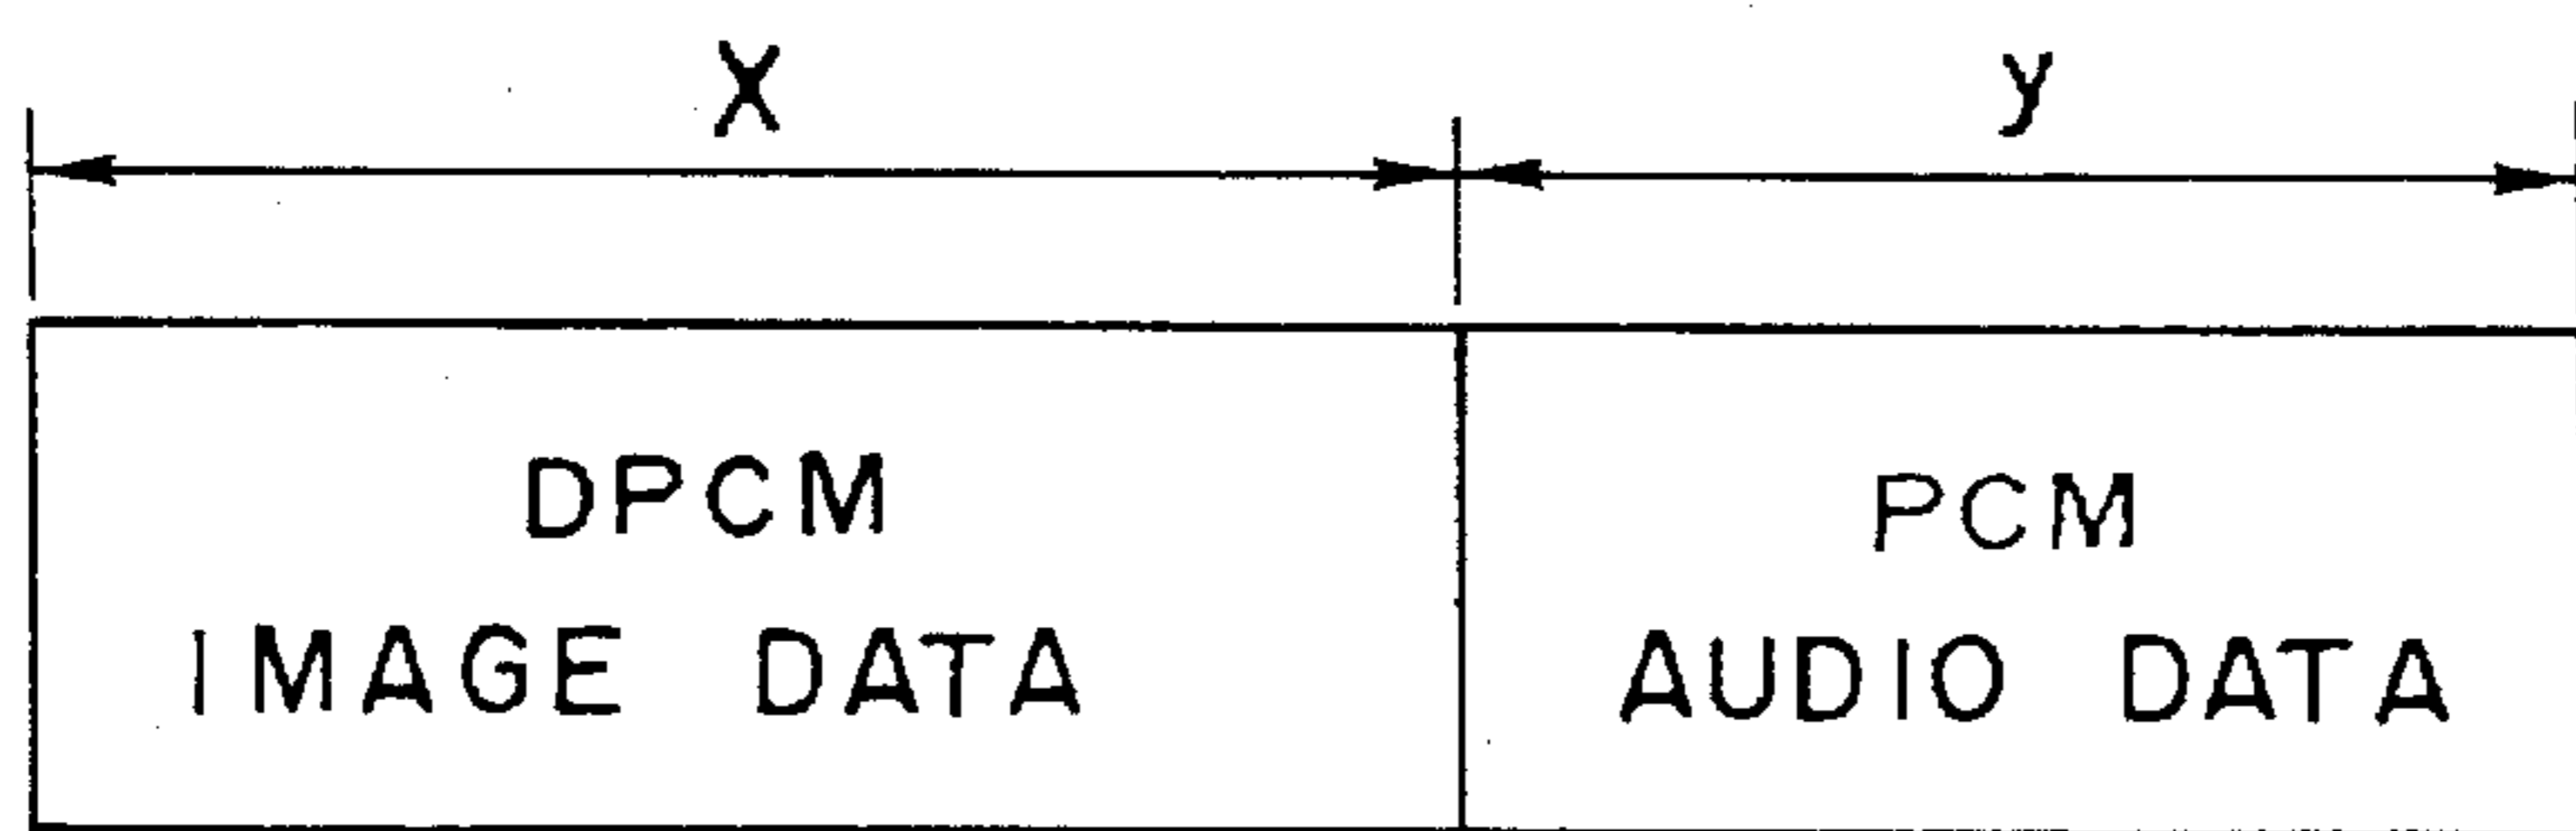 X
y
DPCM
IMAGE DATA
PCM
AUDIO DATA